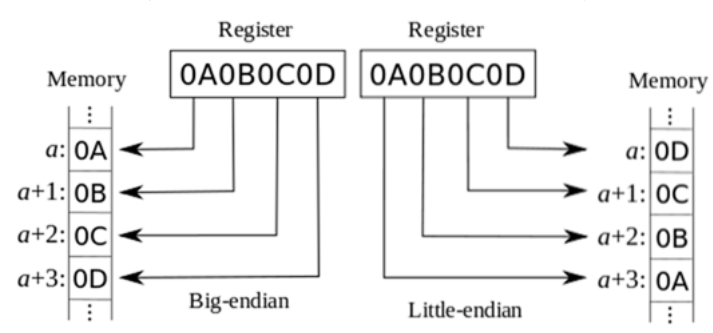 Register Register
0A0B0C0D 0A0B0C0D
Memory Memory
⋮ ⋮
a: 0A a: 0D
a+1: 0B a+1: 0C
a+2: 0C a+2: 0B
a+3: 0D a+3: 0A
⋮ ⋮
Big-endian Little-endian